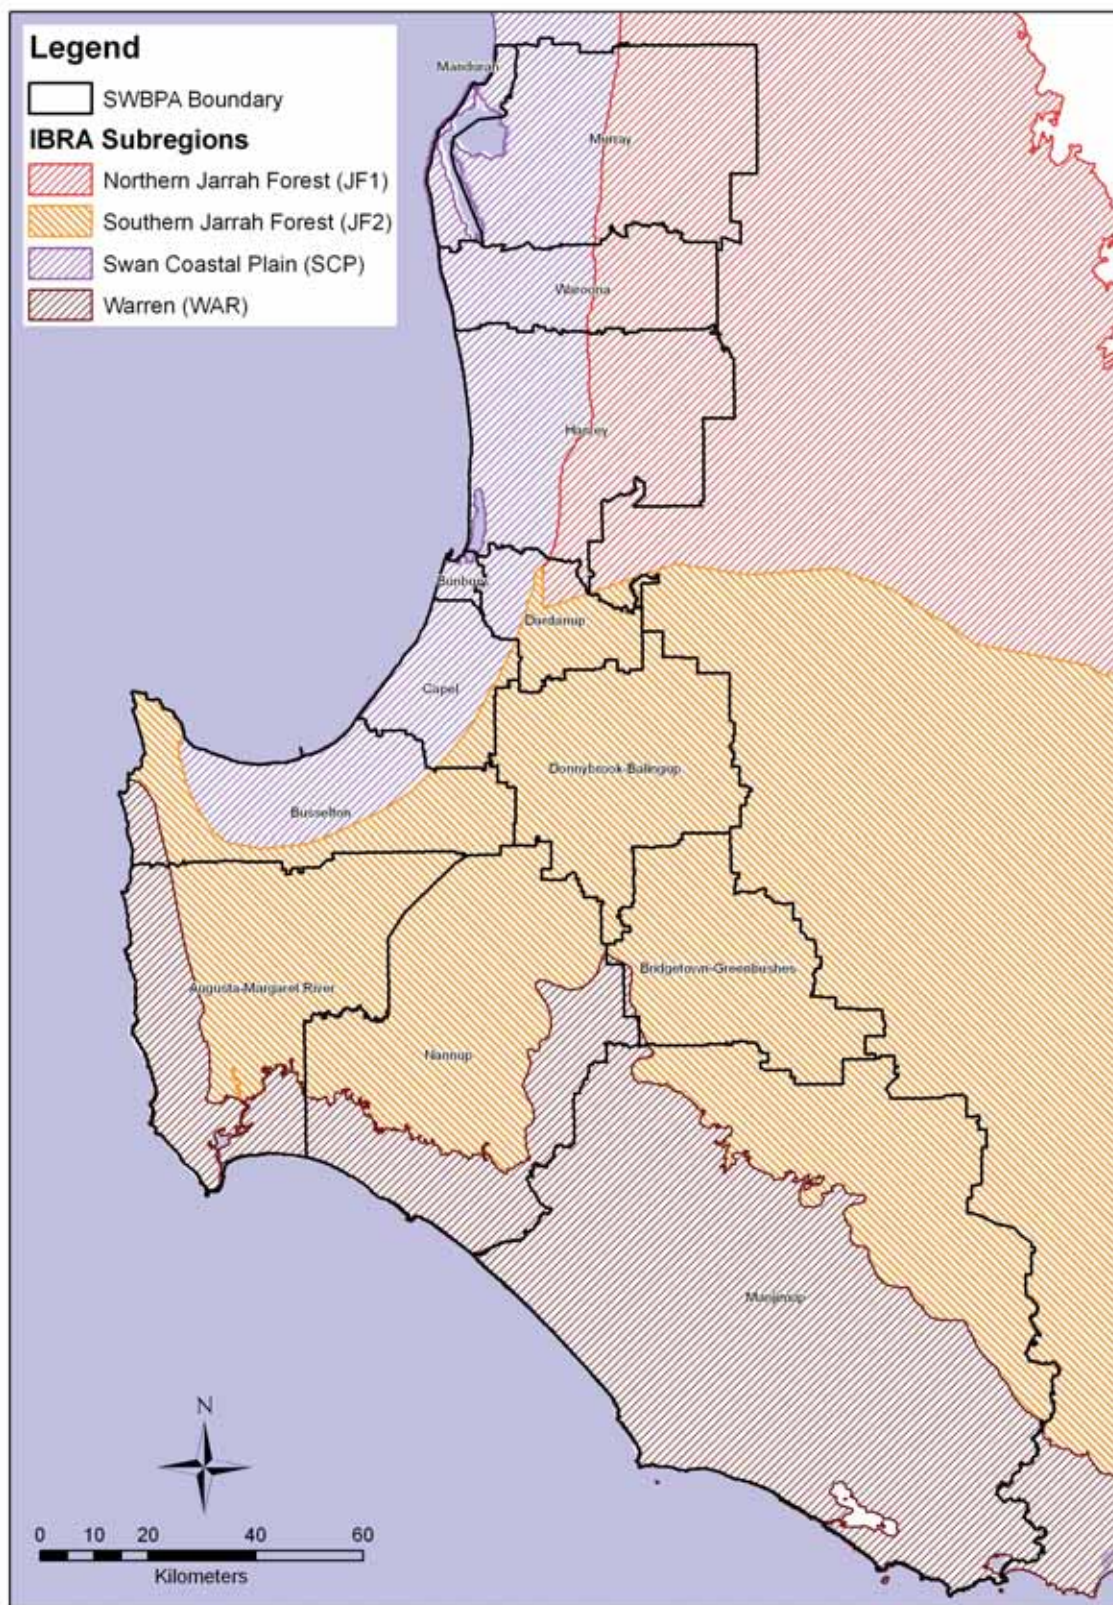 Legend
SWBPA Boundary
IBRA Subregions
Northern Jarrah Forest (JF1)
Southern Jarrah Forest (JF2)
Swan Coastal Plain (SCP)
Warren (WAR)
Mandurah
Murray
Waroona
Harvey
Bunbury
Dardanup
Capel
Donnybrook-Balingup
Busselton
Bridgetown-Greenbushes
Augusta-Margaret River
Nannup
Manjimup
N
0 10 20 40 60
Kilometers